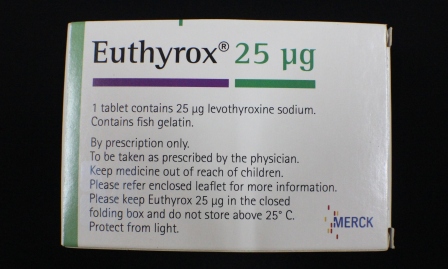 Euthyrox® 25 µg
1 tablet contains 25 µg levothyroxine sodium.
Contains fish gelatin.
By prescription only.
To be taken as prescribed by the physician.
Keep medicine out of reach of children.
Please refer enclosed leaflet for more information.
Please keep Euthyrox 25 µg in the closed
folding box and do not store above 25° C.
Protect from light.
MERCK